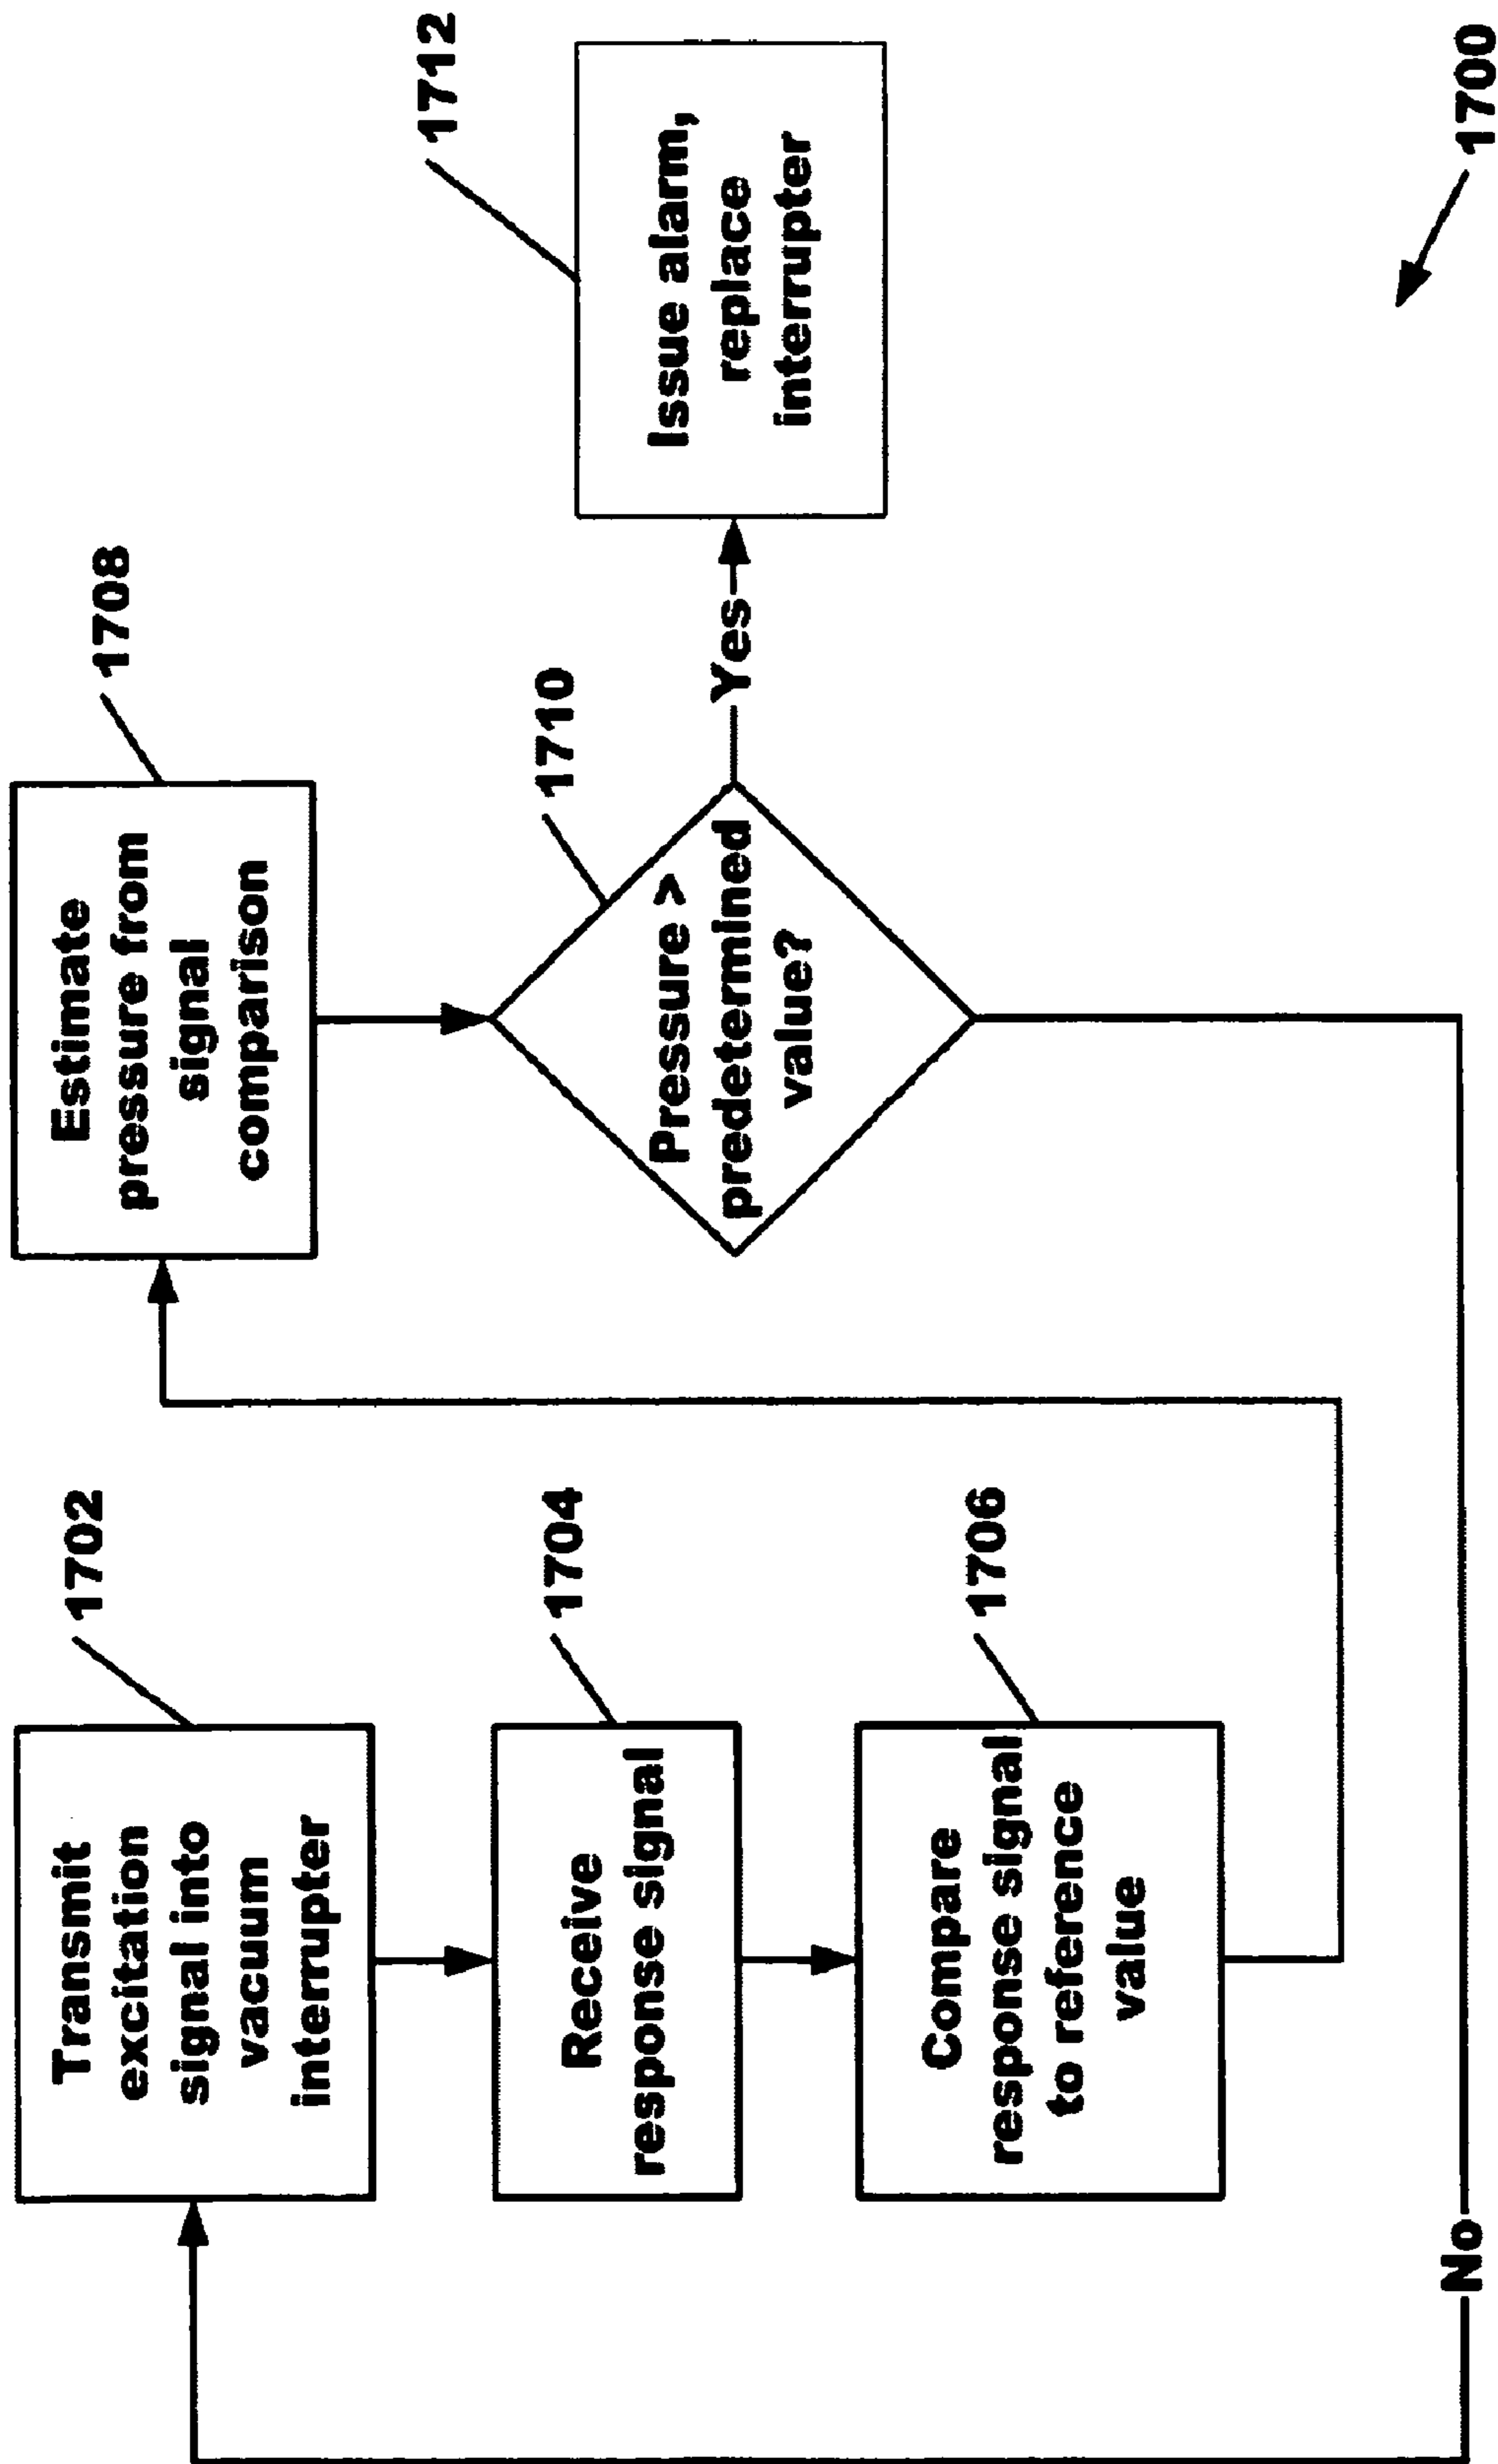 1702
Transmit
excitation
signal into
vacuum
interrupter
1704
Receive
response signal
1706
Compare
response signal
to reference
value
1708
Estimate
pressure from
signal
comparison
1710
Pressure >
predetermined
value?
Yes
1712
Issue alarm,
replace
interrupter
No
1700